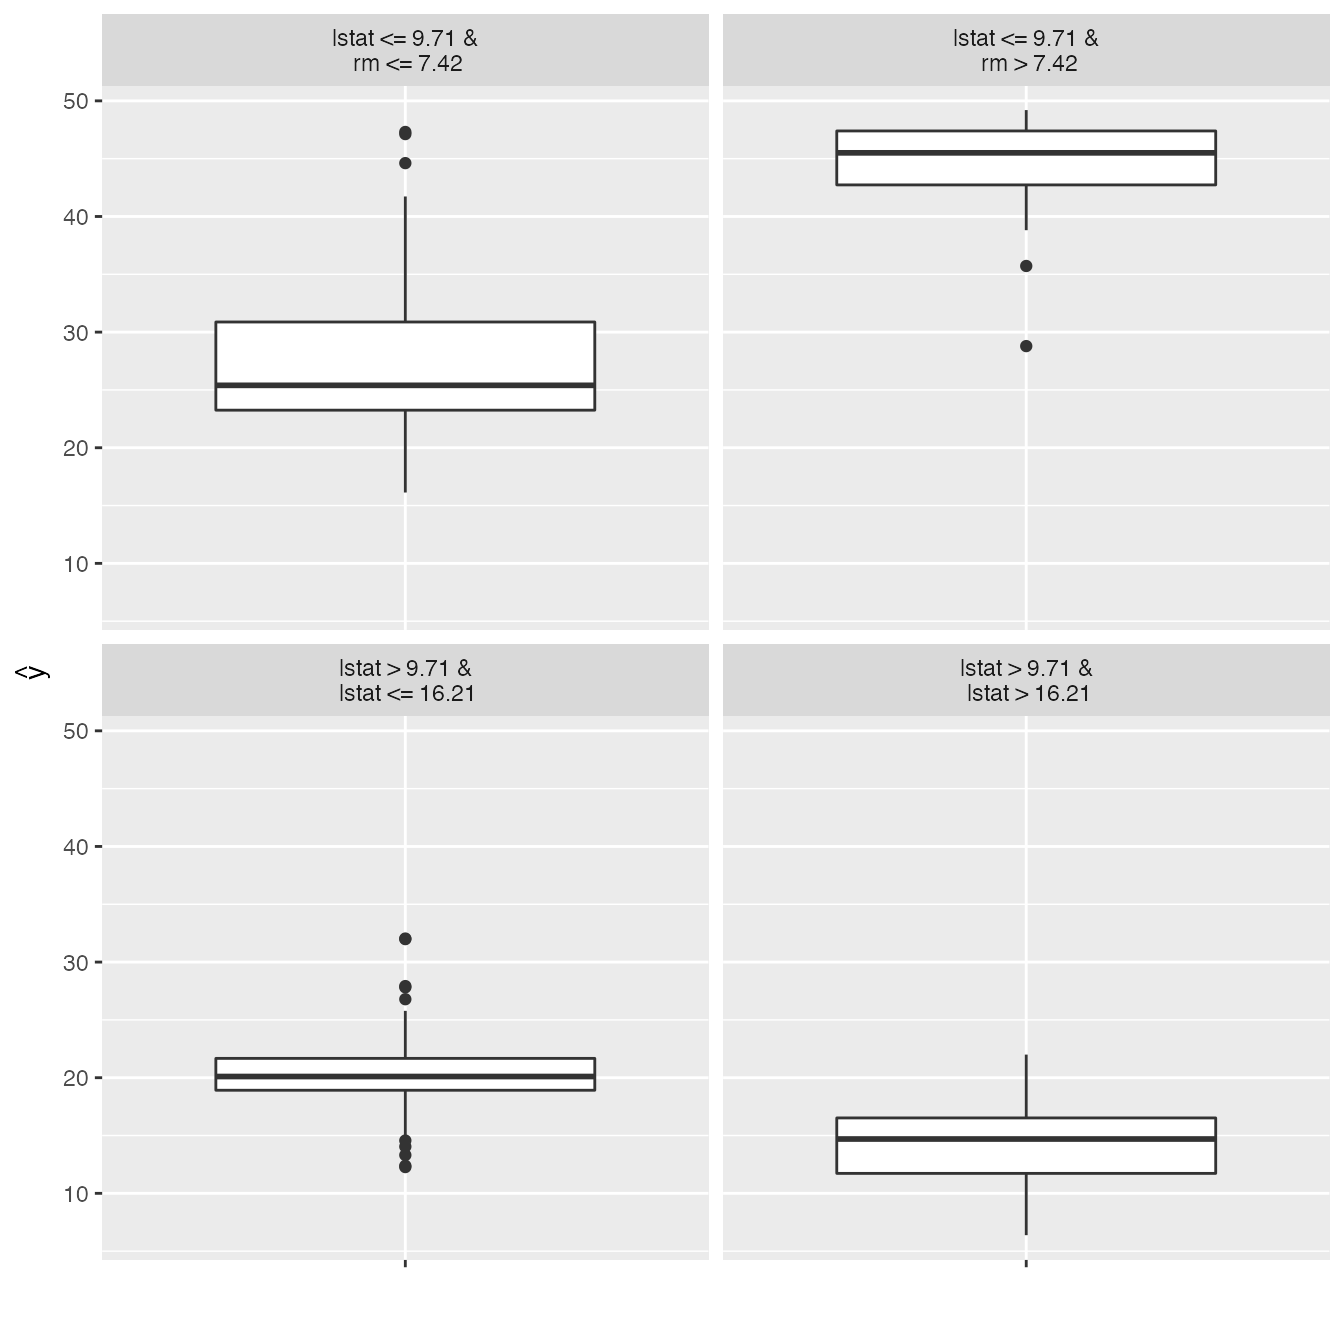 lstat <= 9.71 &
rm <= 7.42
lstat <= 9.71 &
rm > 7.42
50
40
30
20
10
ŷ
lstat > 9.71 &
lstat <= 16.21
lstat > 9.71 &
lstat > 16.21
50
40
30
20
10